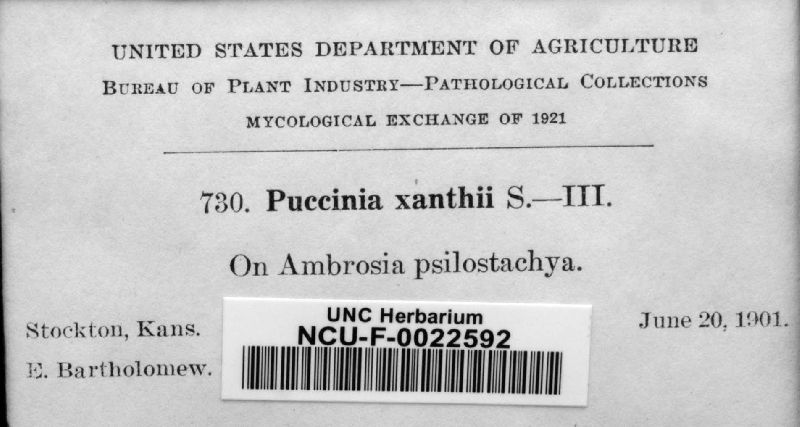 UNITED STATES DEPARTMENT OF AGRICULTURE
BUREAU OF PLANT INDUSTRY—PATHOLOGICAL COLLECTIONS
MYCOLOGICAL EXCHANGE OF 1921
730. Puccinia xanthii S.—III.
On Ambrosia psilostachya.
Stockton, Kans.
June 20, 1901.
E. Bartholomew.
UNC Herbarium
NCU-F-0022592